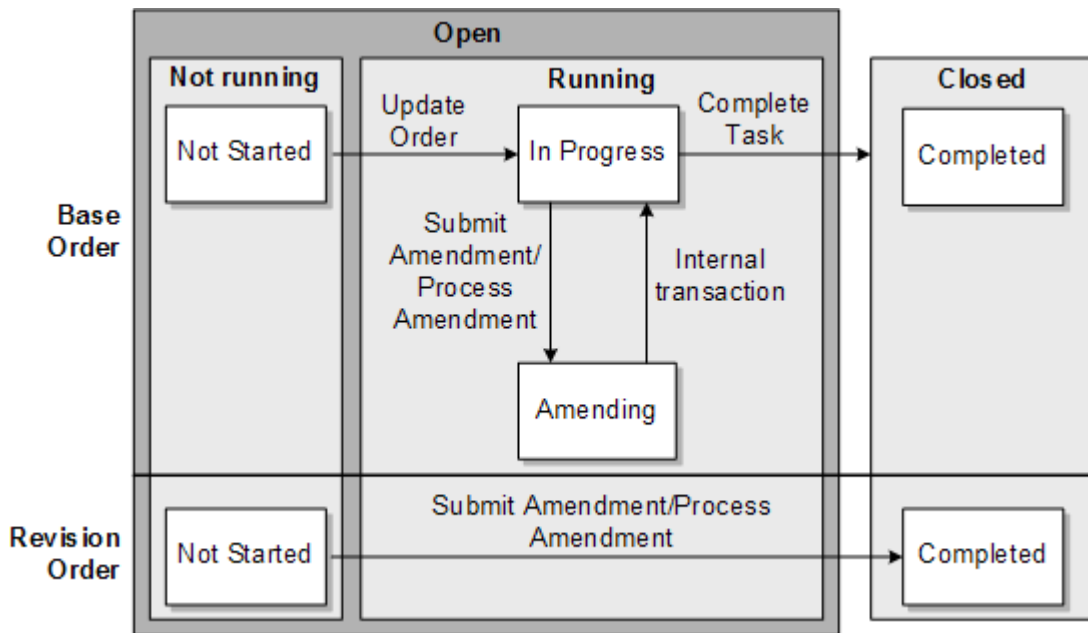 Open
Not running
Running
Closed
Base
Order
Not Started
Update
Order
In Progress
Complete
Task
Completed
Submit
Amendment/
Process
Amendment
Internal
transaction
Amending
Revision
Order
Not Started
Submit Amendment/Process
Amendment
Completed